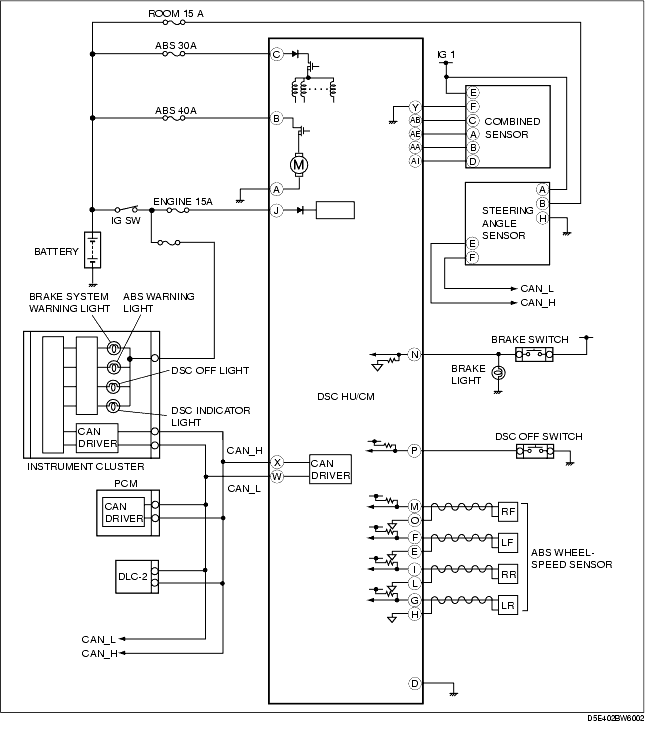 ROOM 15 A
ABS 30A
C
IG 1
E
F
C
A
B
D
COMBINED
SENSOR
ABS 40A
B
Y
AB
AE
AA
AI
M
A
ENGINE 15A
J
IG SW
BATTERY
A
B
H
STEERING
ANGLE
SENSOR
E
F
CAN_L
CAN_H
BRAKE SYSTEM
WARNING LIGHT
ABS WARNING
LIGHT
DSC OFF LIGHT
DSC INDICATOR
LIGHT
CAN
DRIVER
INSTRUMENT CLUSTER
N
BRAKE SWITCH
BRAKE
LIGHT
DSC HU/CM
P
DSC OFF SWITCH
CAN_H
X
W
CAN
DRIVER
CAN_L
PCM
CAN
DRIVER
DLC-2
M
O
RF
F
E
LF
I
L
RR
G
H
LR
ABS WHEEL-
SPEED SENSOR
CAN_L
CAN_H
D
D5E402BW6002